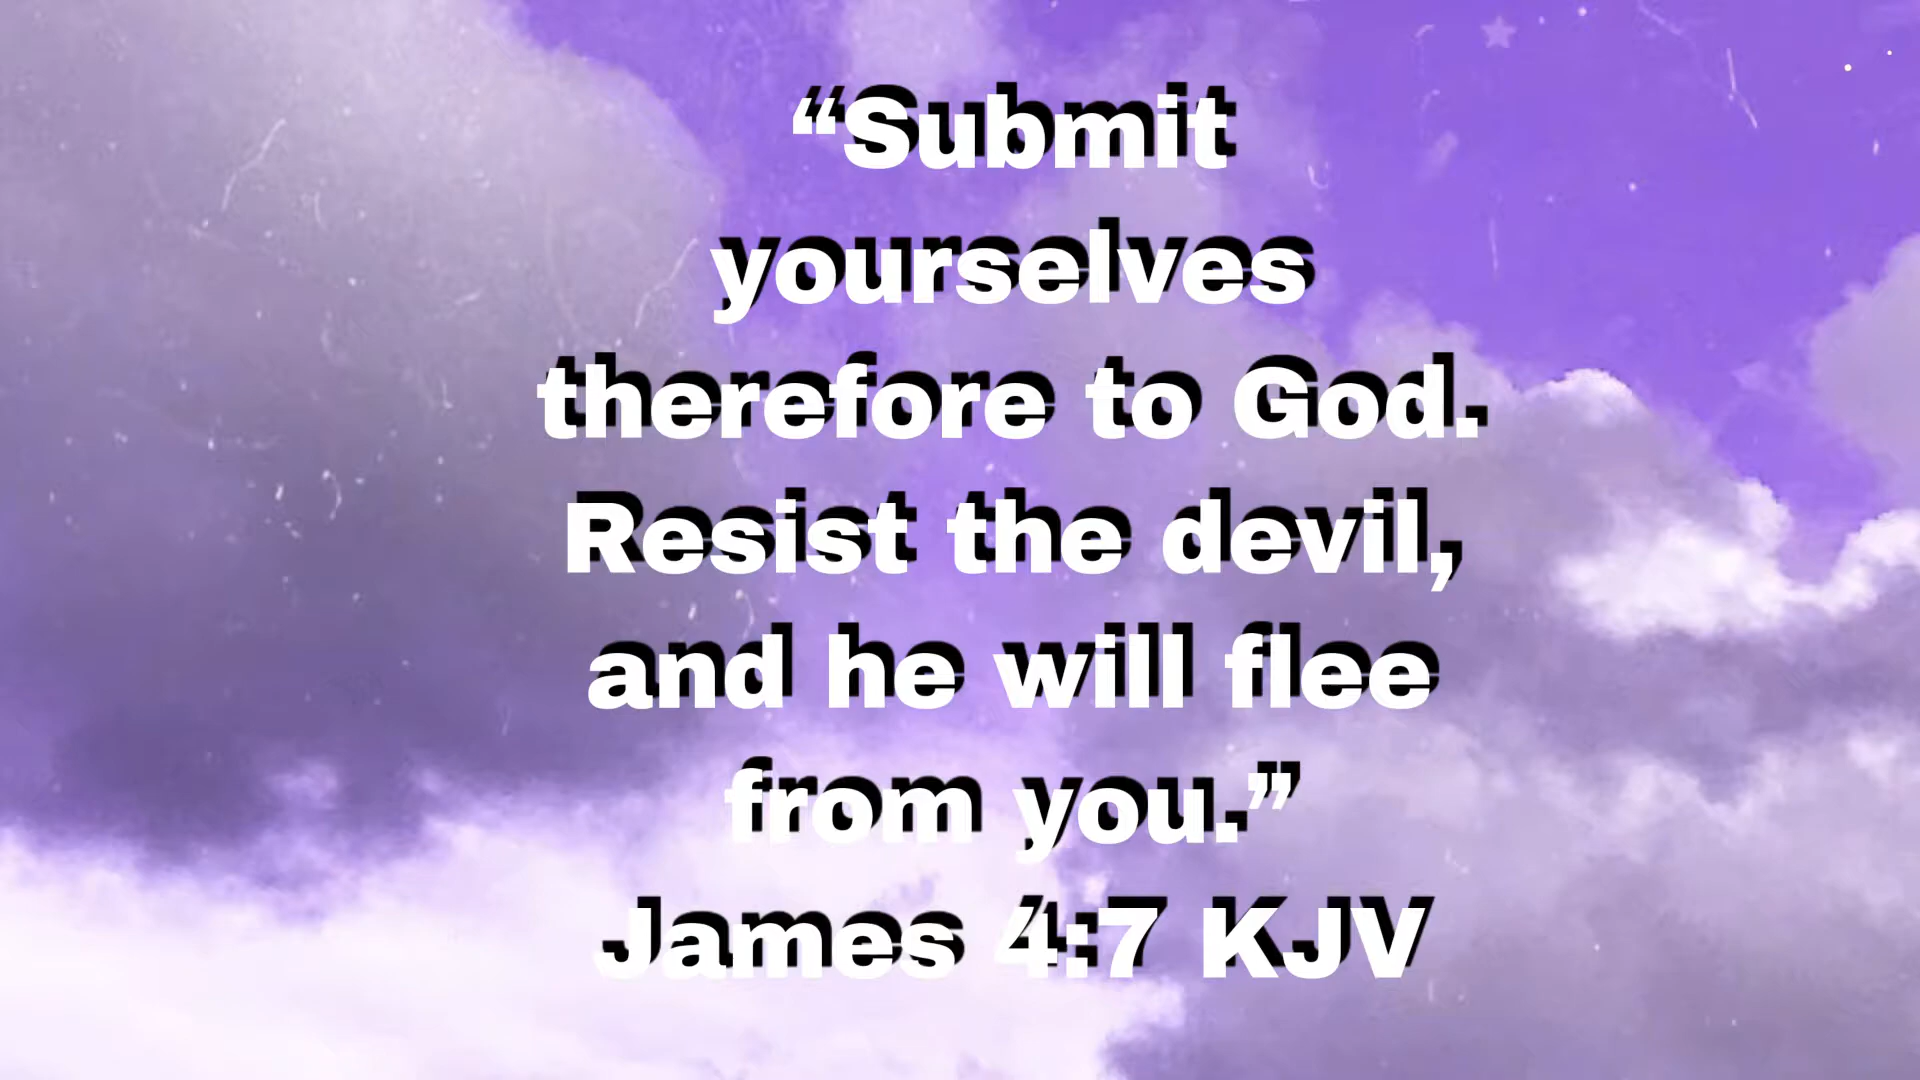 “Submit
yourselves
therefore to God.
Resist the devil,
and he will flee
from you.”
James 4:7 KJV